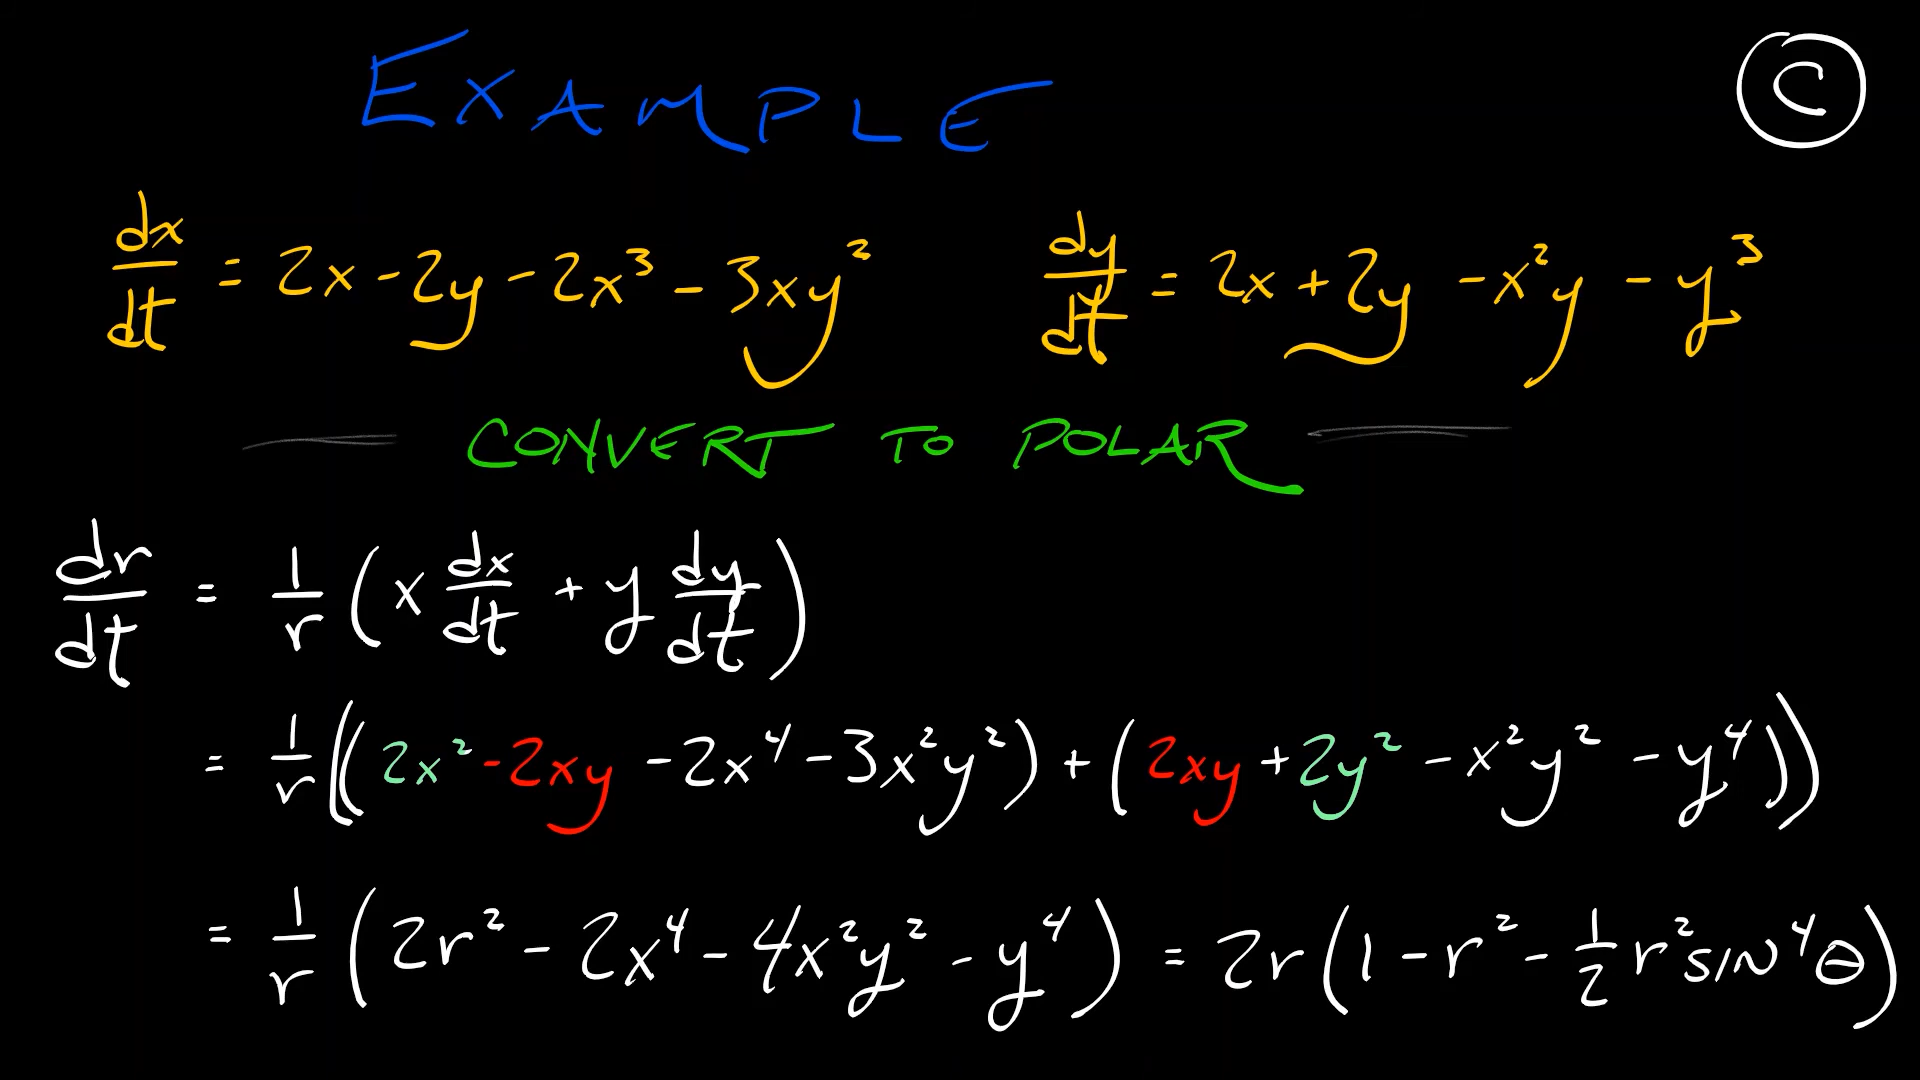 EXAMPLE
©
dx/dt = 2x - 2y - 2x³ - 3xy²    dy/dt = 2x + 2y - x²y - y³
CONVERT TO POLAR
dr/dt = 1/r (x dx/dt + y dy/dt)
= 1/r ((2x² - 2xy - 2x⁴ - 3x²y²) + (2xy + 2y² - x²y² - y⁴))
= 1/r (2r² - 2x⁴ - 4x²y² - y⁴) = 2r (1 - r² - 1/2 r² SIN⁴θ)